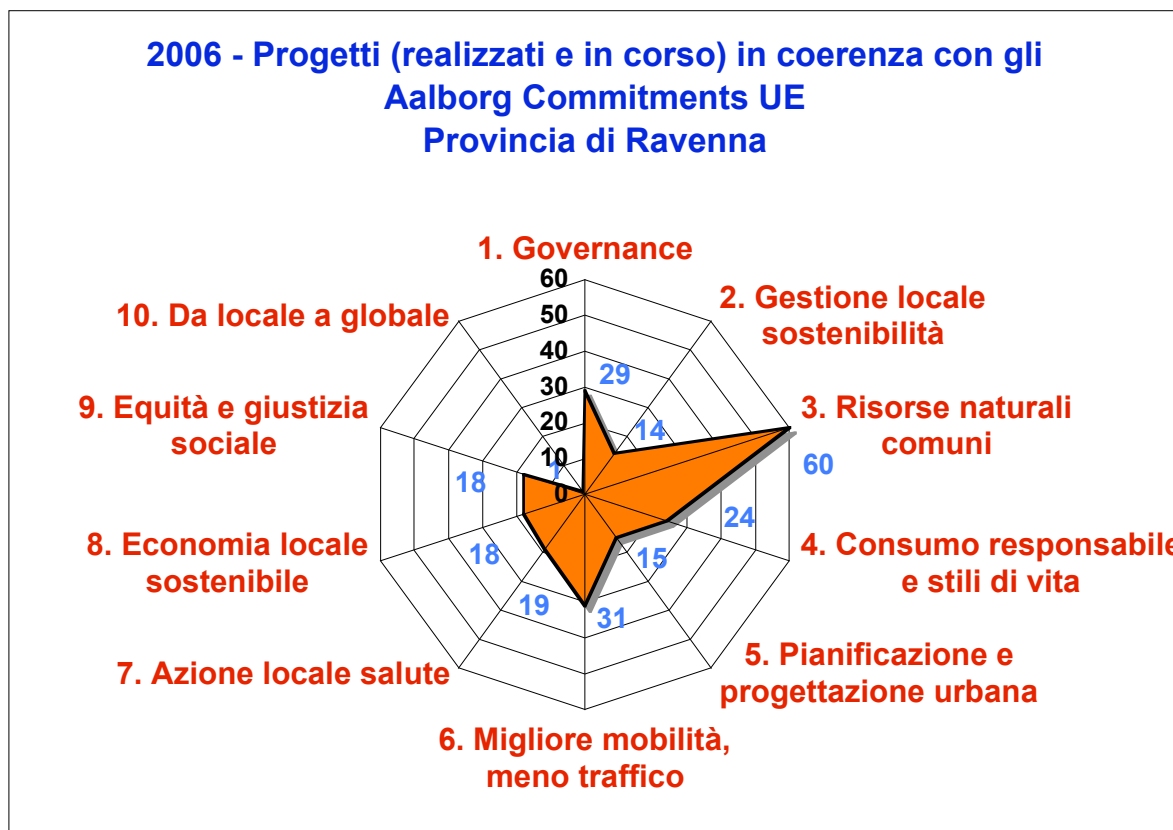 2006 - Progetti (realizzati e in corso) in coerenza con gli
Aalborg Commitments UE
Provincia di Ravenna
1. Governance
2. Gestione locale
sostenibilità
3. Risorse naturali
comuni
4. Consumo responsabile
e stili di vita
5. Pianificazione e
progettazione urbana
6. Migliore mobilità,
meno traffico
7. Azione locale salute
8. Economia locale
sostenibile
9. Equità e giustizia
sociale
10. Da locale a globale
60
50
40
30
20
10
0
29
14
60
24
15
31
19
18
18
1